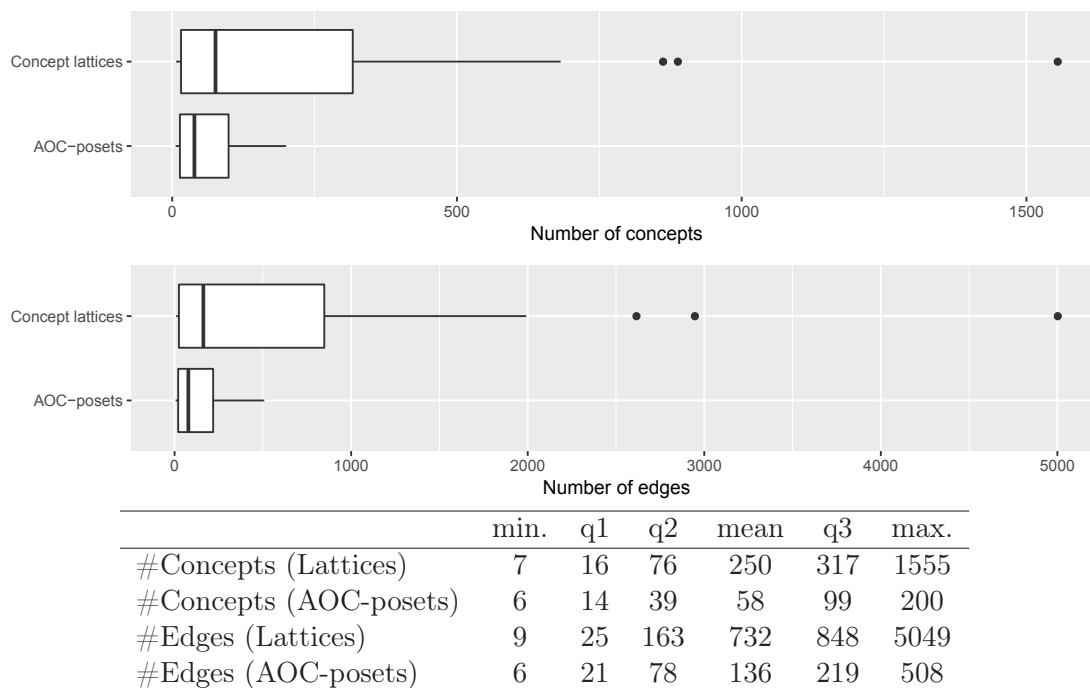 Concept lattices
AOC−posets
0 500 1000 1500
Number of concepts
Concept lattices
AOC−posets
0 1000 2000 3000 4000 5000
Number of edges
min. q1 q2 mean q3 max.
#Concepts (Lattices) 7 16 76 250 317 1555
#Concepts (AOC-posets) 6 14 39 58 99 200
#Edges (Lattices) 9 25 163 732 848 5049
#Edges (AOC-posets) 6 21 78 136 219 508